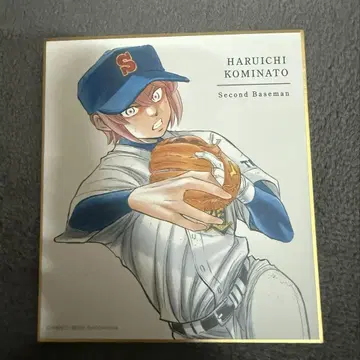 HARUICHI
KOMINATO
Second Baseman
S